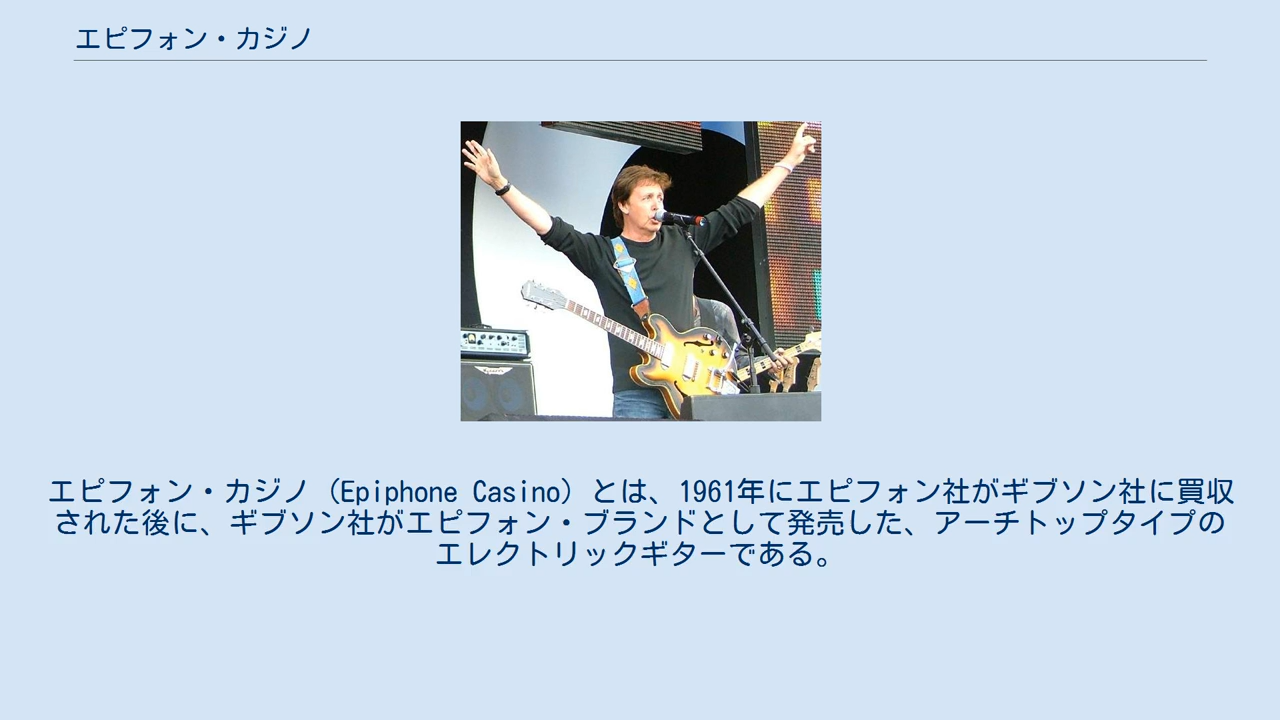 エピフォン・カジノ
エピフォン・カジノ（Epiphone Casino）とは、1961年にエピフォン社がギブソン社に買収
された後に、ギブソン社がエピフォン・ブランドとして発売した、アーチトップタイプの
エレクトリックギターである。